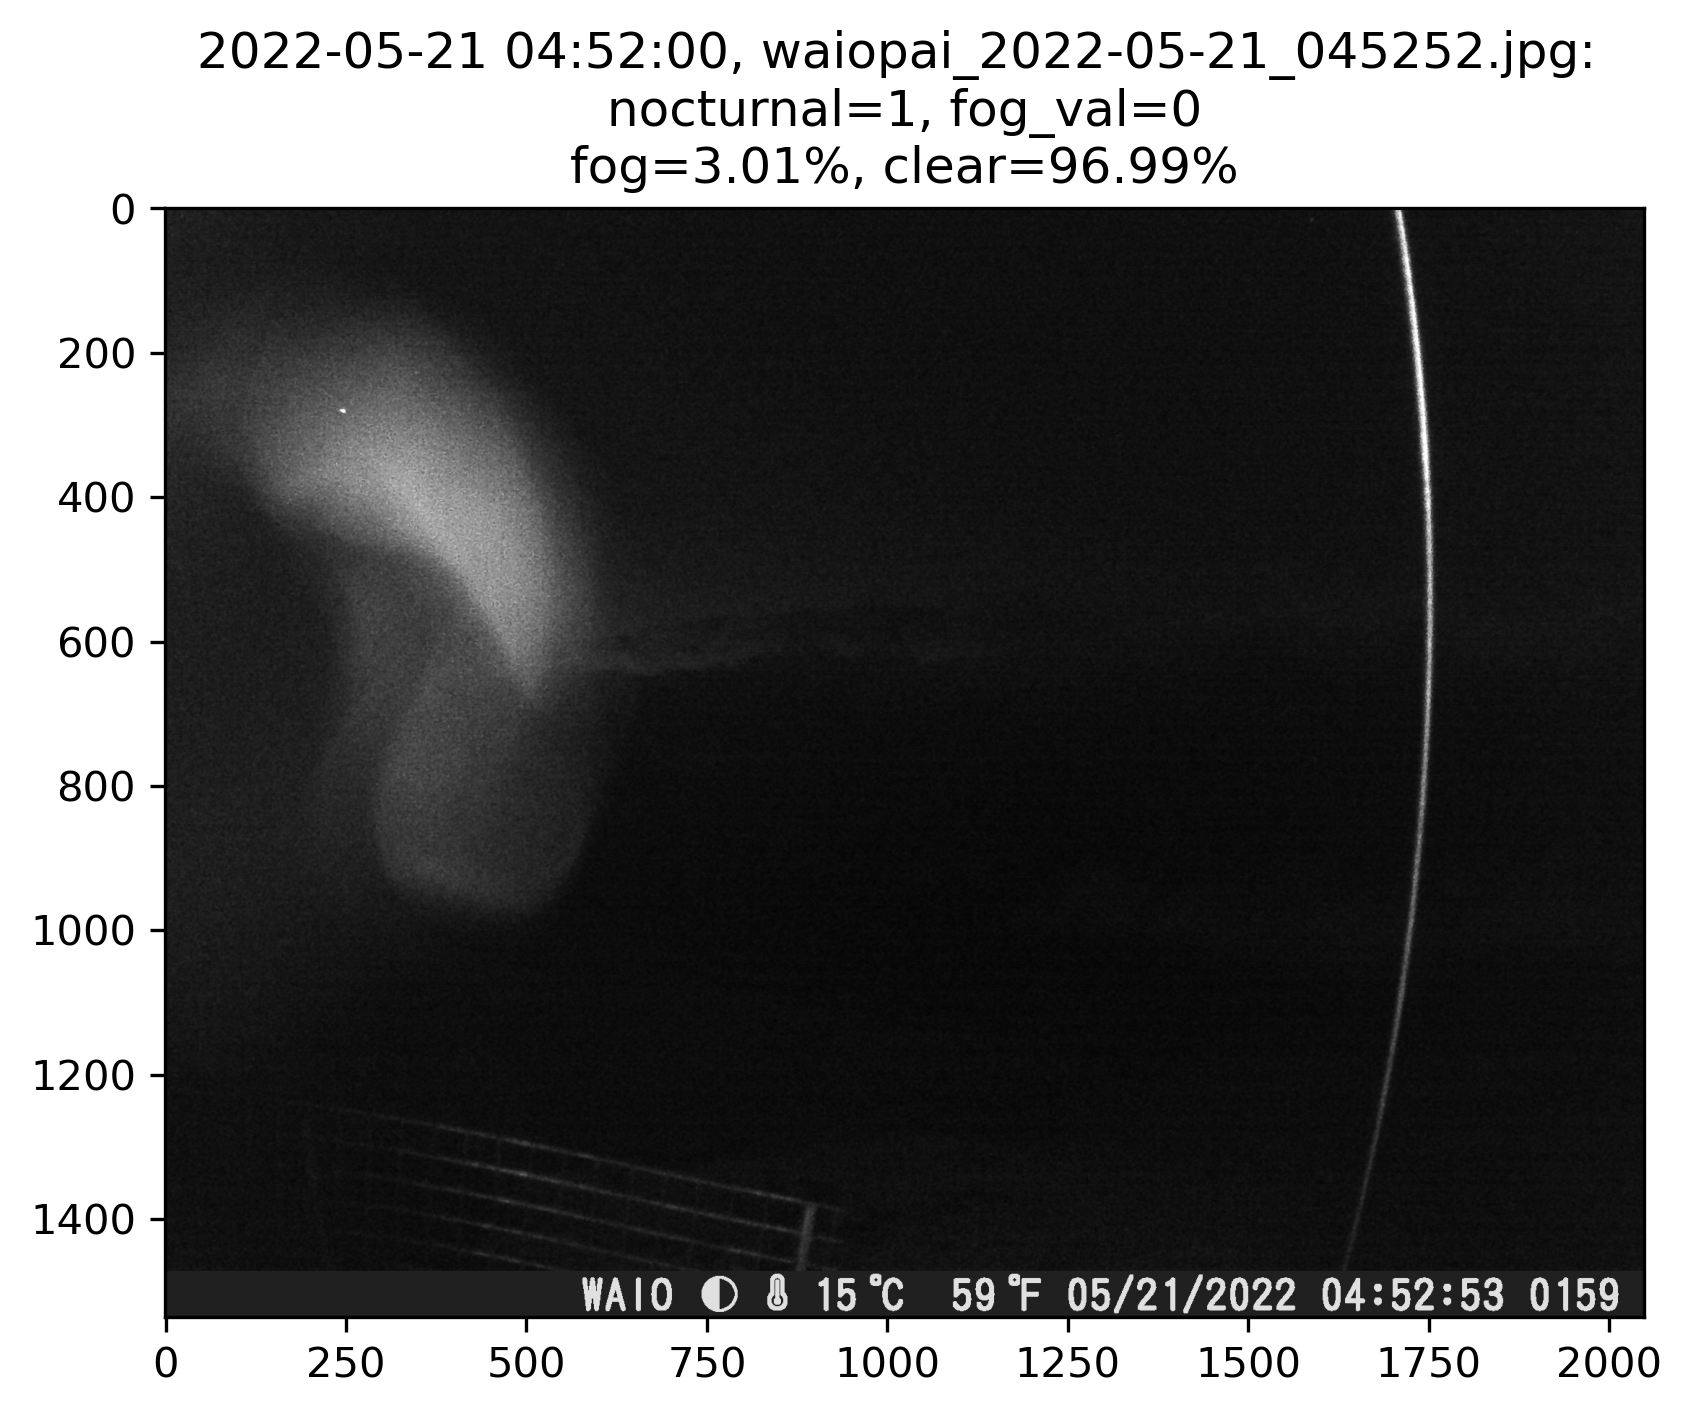 2022-05-21 04:52:00, waiopai_2022-05-21_045252.jpg:
nocturnal=1, fog_val=0
fog=3.01%, clear=96.99%
0
200
400
600
800
1000
1200
1400
WAIO 15°C 59°F 05/21/2022 04:52:53 0159
0 250 500 750 1000 1250 1500 1750 2000